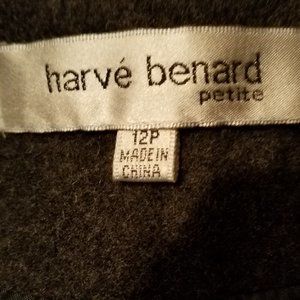 harvé benard
petite
12P
MADE IN
CHINA